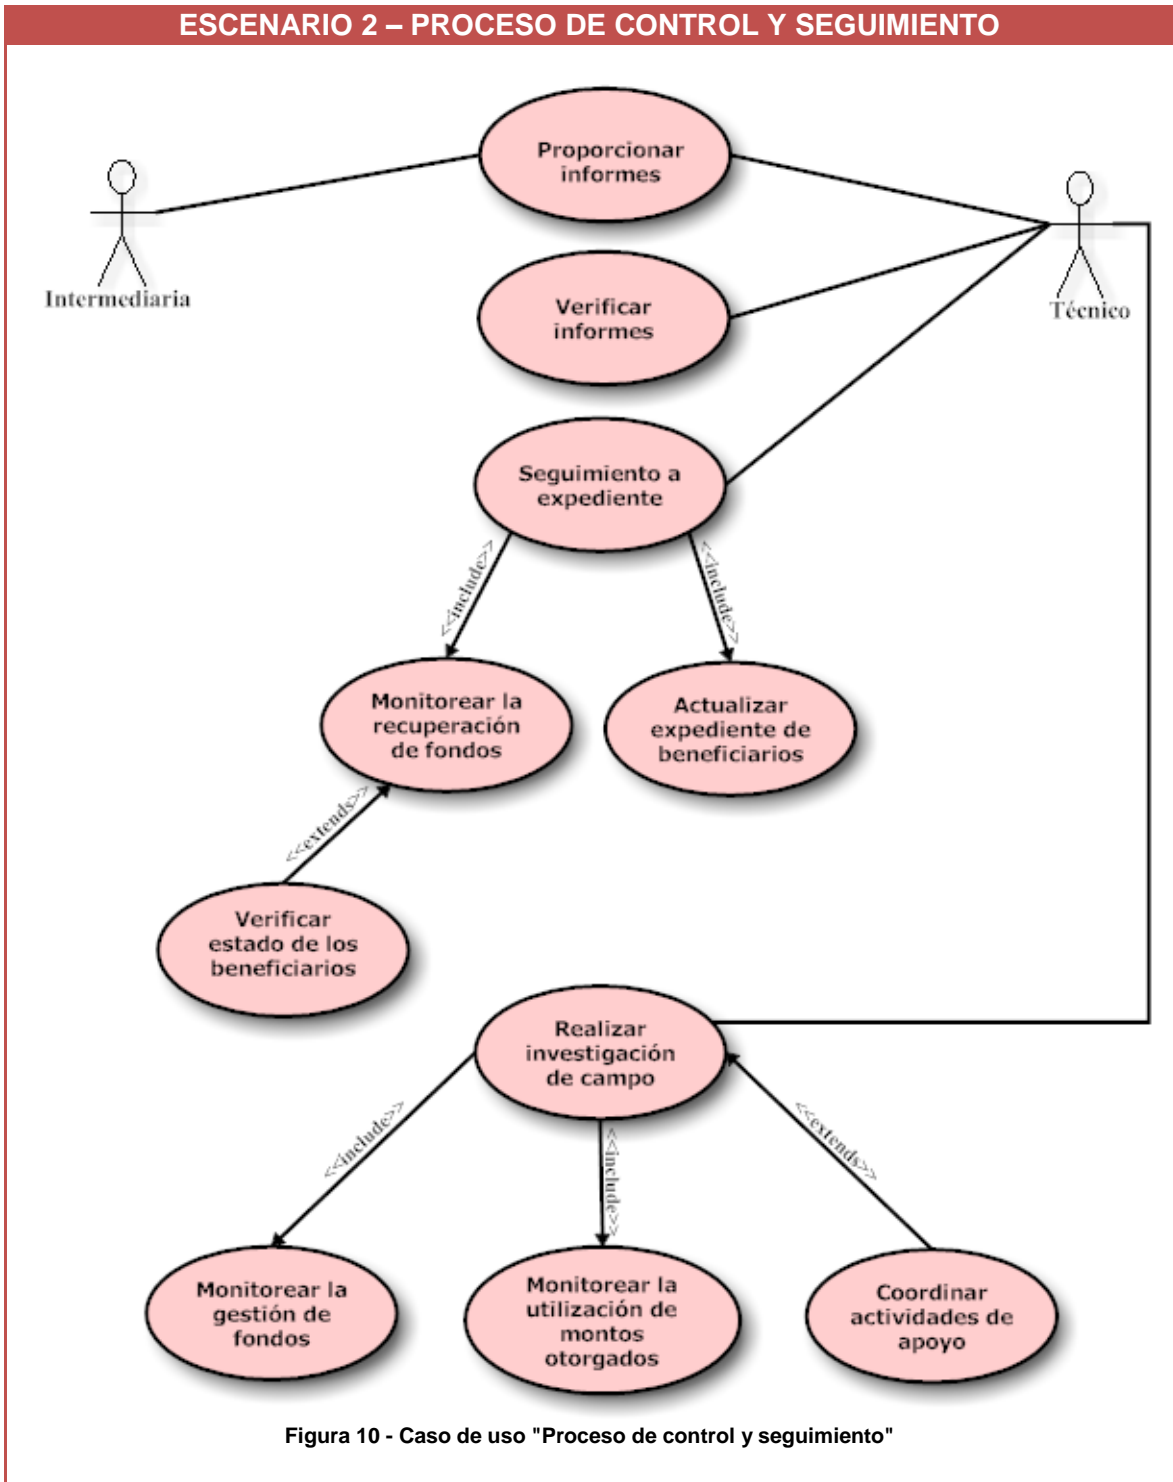 ESCENARIO 2 – PROCESO DE CONTROL Y SEGUIMIENTO
Proporcionar
informes
Intermediaria
Técnico
Verificar
informes
Seguimiento a
expediente
<<include>>
<<include>>
Monitorear la
recuperación
de fondos
Actualizar
expediente de
beneficiarios
<<extends>>
Verificar
estado de los
beneficiarios
Realizar
investigación
de campo
<<include>>
<<include>>
<<extends>>
Monitorear la
gestión de
fondos
Monitorear la
utilización de
montos
otorgados
Coordinar
actividades de
apoyo
Figura 10 - Caso de uso "Proceso de control y seguimiento"